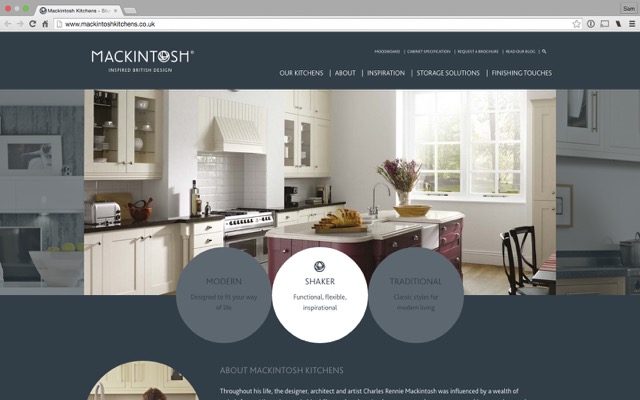 Mackintosh Kitchens - Bes
Sam
www.mackintoshkitchens.co.uk
MACKINTOSH®
INSPIRED BRITISH DESIGN
MOODBOARD | CABINET SPECIFICATION | REQUEST A BROCHURE | READ OUR BLOG |
OUR KITCHENS | ABOUT | INSPIRATION | STORAGE SOLUTIONS | FINISHING TOUCHES
MODERN
Designed to fit your way
of life
SHAKER
Functional, flexible,
inspirational
TRADITIONAL
Classic styles for
modern living
ABOUT MACKINTOSH KITCHENS
Throughout his life, the designer, architect and artist Charles Rennie Mackintosh was influenced by a wealth of